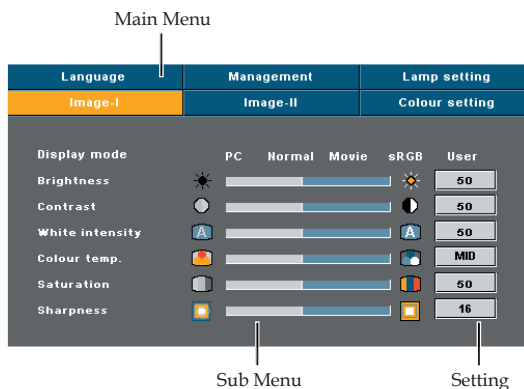 Main Menu
Language Management Lamp setting
Image-I Image-II Colour setting
Display mode PC Normal Movie sRGB User
Brightness 50
Contrast 50
White intensity A A 50
Colour temp. MID
Saturation 50
Sharpness 16
Sub Menu Setting